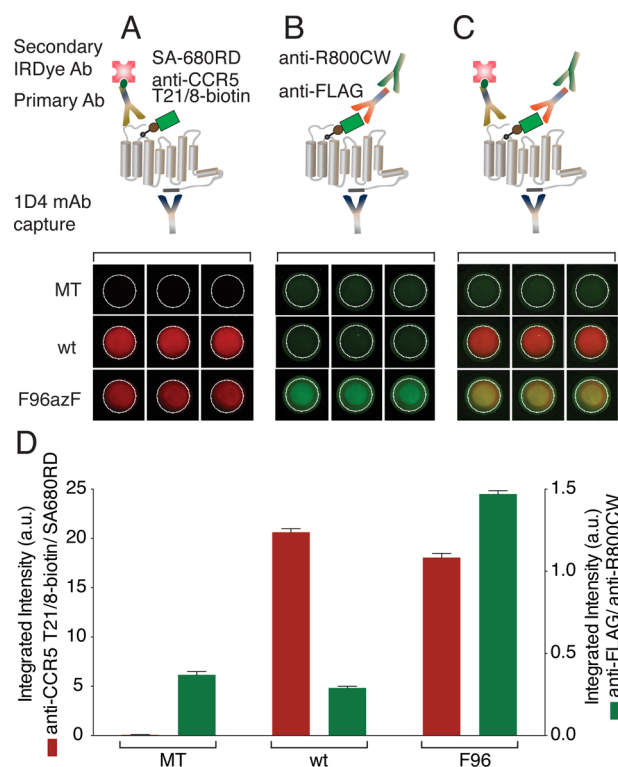 A
B
C
Secondary
IRDye Ab
SA-680RD
anti-CCR5
T21/8-biotin
anti-R800CW
Primary Ab
anti-FLAG
1D4 mAb
capture
MT
wt
F96azF
D
Integrated Intensity (a.u.)
anti-CCR5 T21/8-biotin/SA680RD
25
20
15
10
5
0
1.5
1.0
0.5
0.0
Integrated Intensity (a.u.)
anti-FLAG/anti-R800CW
MT
wt
F96